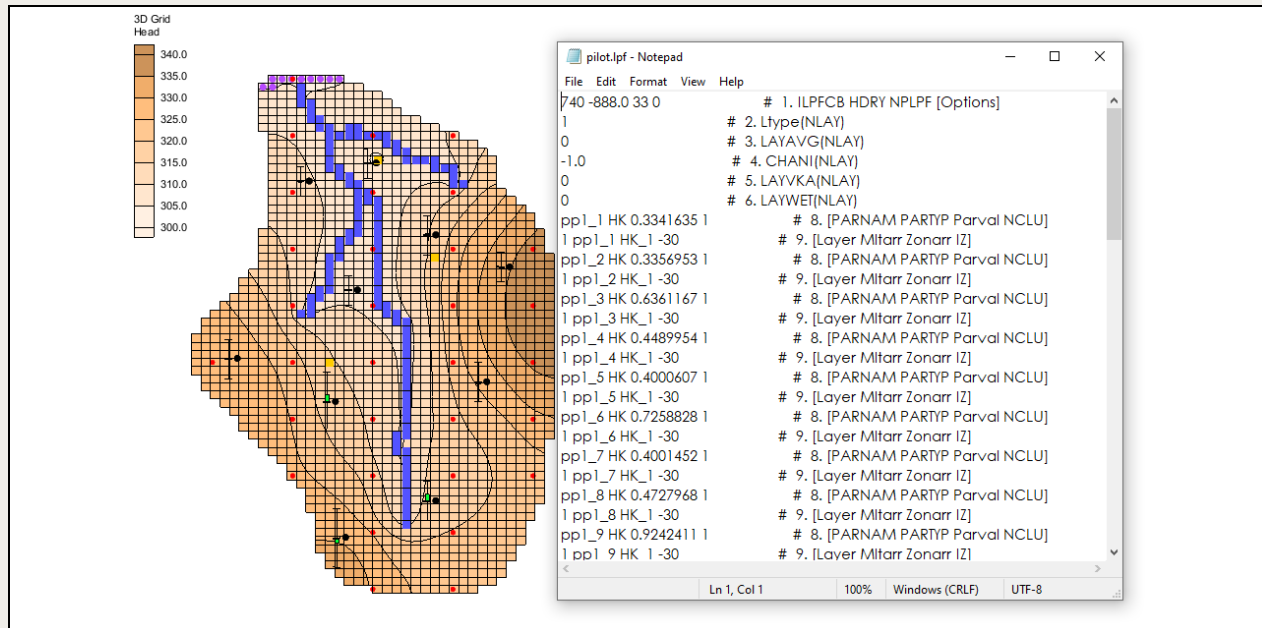 3D Grid
Head
340.0
335.0
330.0
325.0
320.0
315.0
310.0
305.0
300.0
pilot.lpf - Notepad
File Edit Format View Help
740 -888.0 33 0 # 1. ILPFCB HDRY NPLPF [Options]
1 # 2. Ltype(NLAY)
0 # 3. LAYAVG(NLAY)
-1.0 # 4. CHANI(NLAY)
0 # 5. LAYVKA(NLAY)
0 # 6. LAYWET(NLAY)
pp1_1 HK 0.3341635 1 # 8. [PARNAM PARTYP Parval NCLU]
1 pp1_1 HK_1 -30 # 9. [Layer Mltarr Zonarr IZ]
pp1_2 HK 0.3356953 1 # 8. [PARNAM PARTYP Parval NCLU]
1 pp1_2 HK_1 -30 # 9. [Layer Mltarr Zonarr IZ]
pp1_3 HK 0.6361167 1 # 8. [PARNAM PARTYP Parval NCLU]
1 pp1_3 HK_1 -30 # 9. [Layer Mltarr Zonarr IZ]
pp1_4 HK 0.4489954 1 # 8. [PARNAM PARTYP Parval NCLU]
1 pp1_4 HK_1 -30 # 9. [Layer Mltarr Zonarr IZ]
pp1_5 HK 0.4000607 1 # 8. [PARNAM PARTYP Parval NCLU]
1 pp1_5 HK_1 -30 # 9. [Layer Mltarr Zonarr IZ]
pp1_6 HK 0.7258828 1 # 8. [PARNAM PARTYP Parval NCLU]
1 pp1_6 HK_1 -30 # 9. [Layer Mltarr Zonarr IZ]
pp1_7 HK 0.4001452 1 # 8. [PARNAM PARTYP Parval NCLU]
1 pp1_7 HK_1 -30 # 9. [Layer Mltarr Zonarr IZ]
pp1_8 HK 0.4727968 1 # 8. [PARNAM PARTYP Parval NCLU]
1 pp1_8 HK_1 -30 # 9. [Layer Mltarr Zonarr IZ]
pp1_9 HK 0.9242411 1 # 8. [PARNAM PARTYP Parval NCLU]
1 pp1_9 HK_1 -30 # 9. [Layer Mltarr Zonarr IZ]
Ln 1, Col 1 100% Windows (CRLF) UTF-8